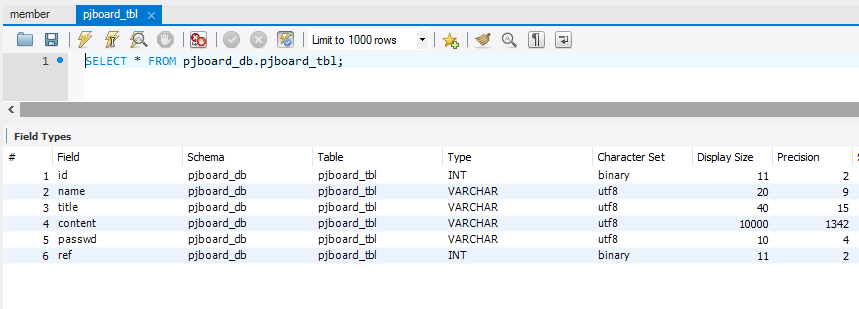 member pjboard_tbl
Limit to 1000 rows
1 SELECT * FROM pjboard_db.pjboard_tbl;
Field Types
# Field Schema Table Type Character Set Display Size Precision
1 id pjboard_db pjboard_tbl INT binary 11 2
2 name pjboard_db pjboard_tbl VARCHAR utf8 20 9
3 title pjboard_db pjboard_tbl VARCHAR utf8 40 15
4 content pjboard_db pjboard_tbl VARCHAR utf8 10000 1342
5 passwd pjboard_db pjboard_tbl VARCHAR utf8 10 4
6 ref pjboard_db pjboard_tbl INT binary 11 2